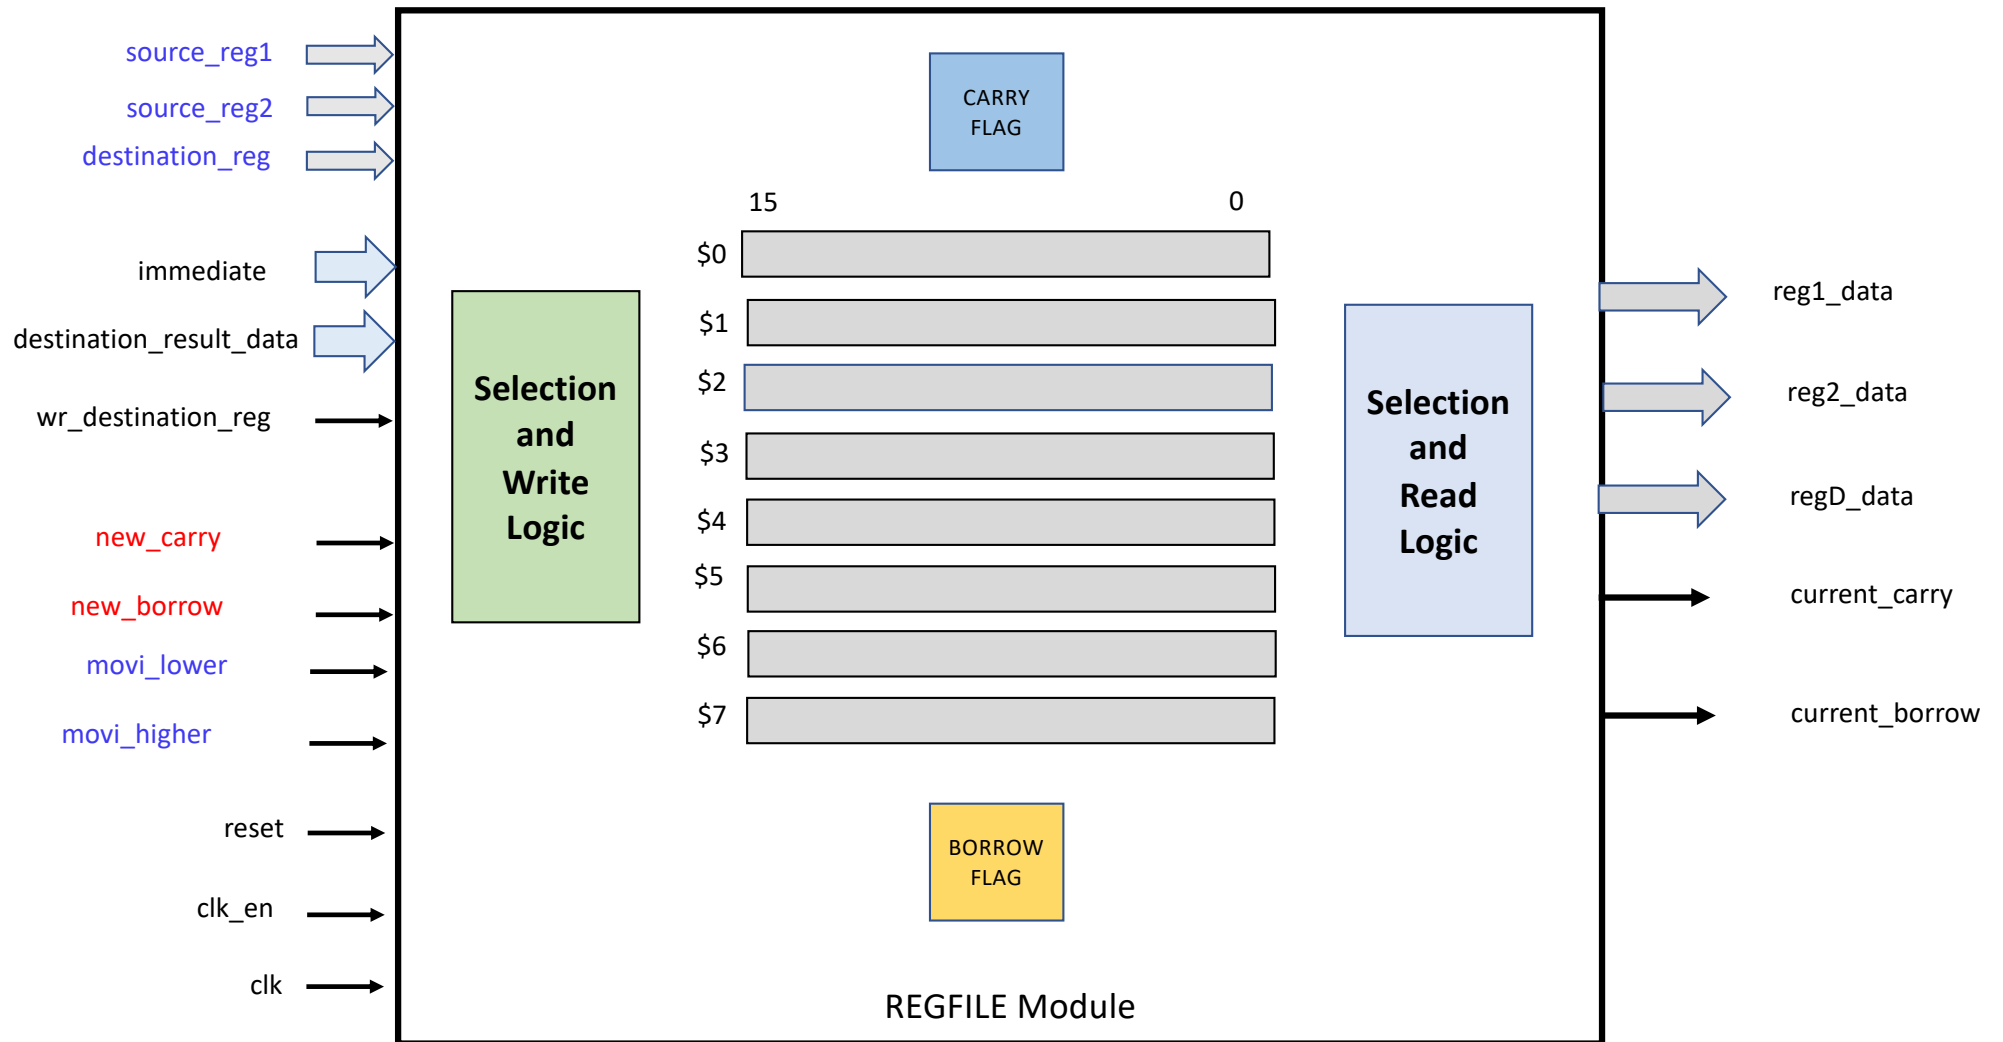 source_reg1
source_reg2
destination_reg
immediate
destination_result_data
wr_destination_reg
new_carry
new_borrow
movi_lower
movi_higher
reset
clk_en
clk
Selection
and
Write
Logic
CARRY
FLAG
15 0
$0
$1
$2
$3
$4
$5
$6
$7
BORROW
FLAG
REGFILE Module
Selection
and
Read
Logic
reg1_data
reg2_data
regD_data
current_carry
current_borrow